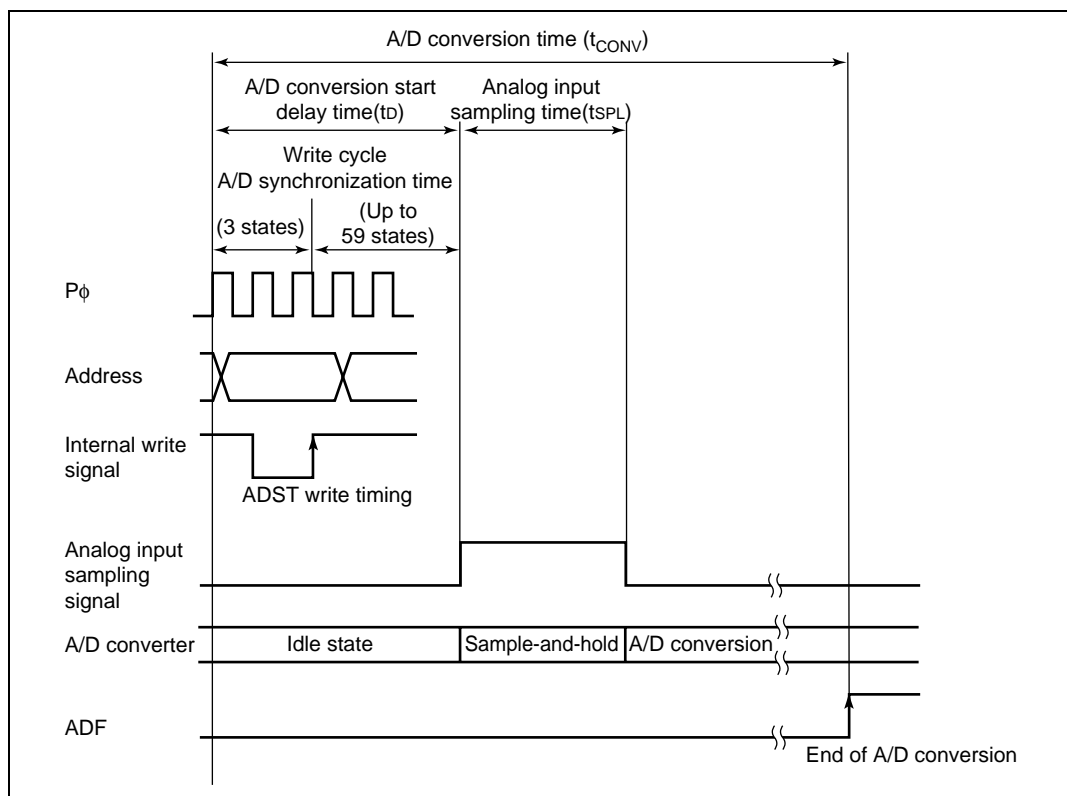 A/D conversion time (tCONV)
A/D conversion start
delay time(tD)
Analog input
sampling time(tSPL)
Write cycle
A/D synchronization time
(3 states)
(Up to
59 states)
Pϕ
Address
Internal write
signal
ADST write timing
Analog input
sampling
signal
A/D converter
Idle state
Sample-and-hold
A/D conversion
ADF
End of A/D conversion